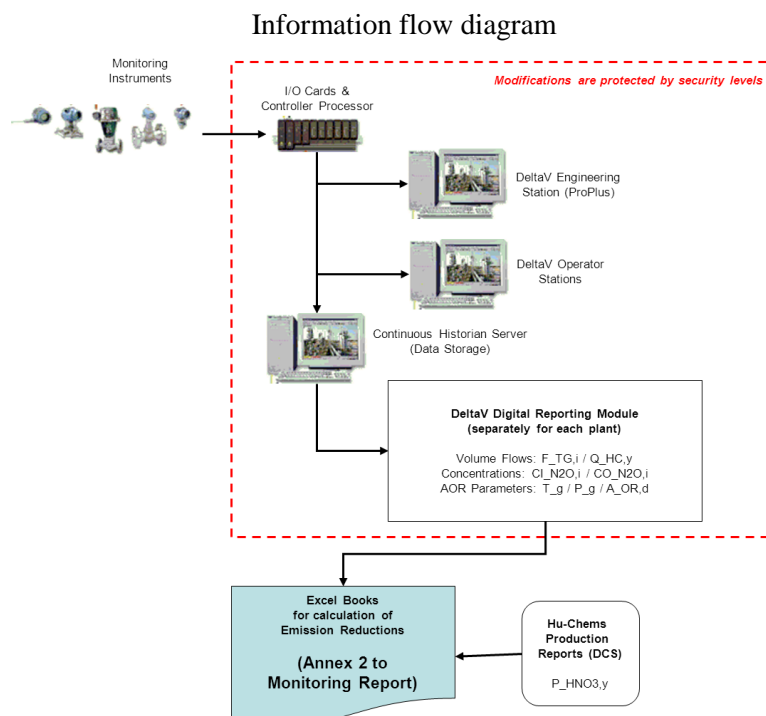 Information flow diagram
Monitoring
Instruments
Modifications are protected by security levels
I/O Cards &
Controller Processor
DeltaV Engineering
Station (ProPlus)
DeltaV Operator
Stations
Continuous Historian Server
(Data Storage)
DeltaV Digital Reporting Module
(separately for each plant)
Volume Flows: F_TG,i / Q_HC,y
Concentrations: CI_N2O,i / CO_N2O,i
AOR Parameters: T_g / P_g / A_OR,d
Excel Books
for calculation of
Emission Reductions
(Annex 2 to
Monitoring Report)
Hu-Chems
Production
Reports (DCS)
P_HNO3,y